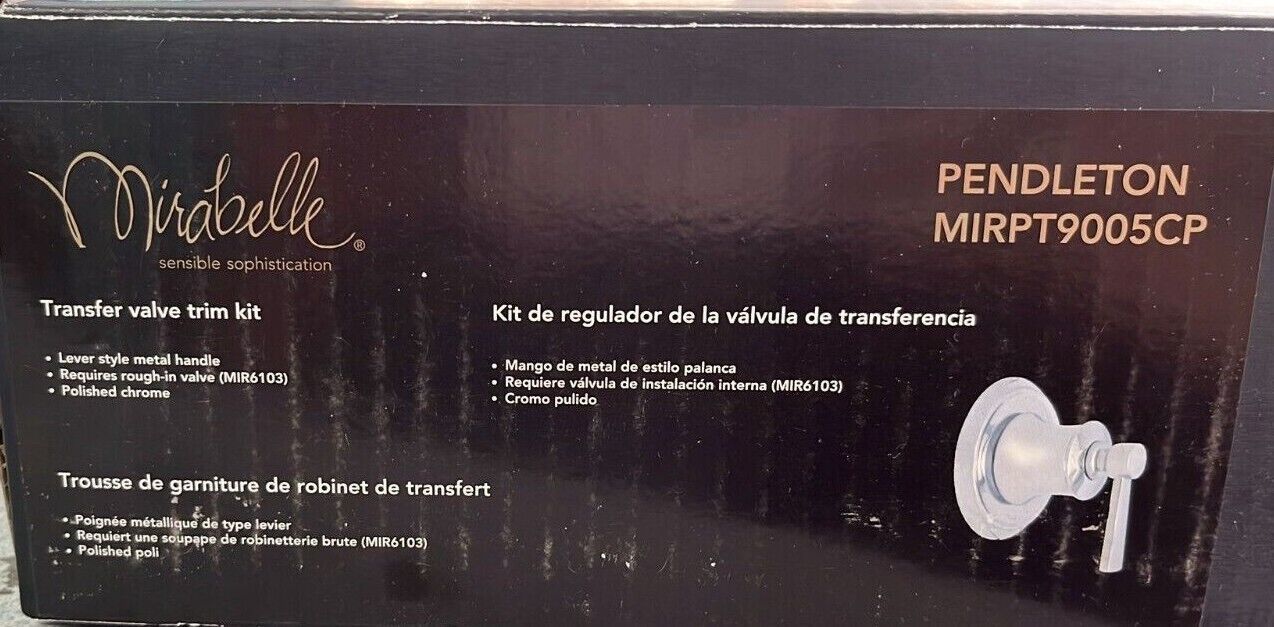 Mirabelle®
sensible sophistication
PENDLETON
MIRPT9005CP
Transfer valve trim kit
• Lever style metal handle
• Requires rough-in valve (MIR6103)
• Polished chrome
Kit de regulador de la válvula de transferencia
• Mango de metal de estilo palanca
• Requiere válvula de instalación interna (MIR6103)
• Cromo pulido
Trousse de garniture de robinet de transfert
• Poignée métallique de type levier
• Requiert une soupape de robinetterie brute (MIR6103)
• Polished poli